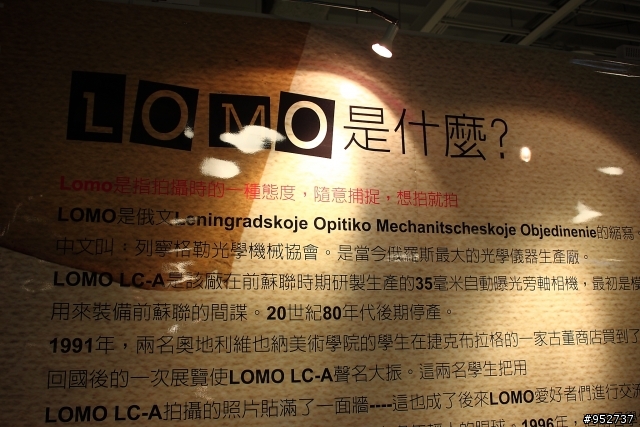 LOMO是什麼?
Lomo是指拍攝時的一種態度，隨意捕捉，想拍就拍
LOMO是俄文Leningradskoje Opitiko Mechanitscheskoje Objedinenie的縮寫，
中文叫：列寧格勒光學機械協會。是當今俄羅斯最大的光學儀器生產廠。
LOMO LC-A是該廠在前蘇聯時期研製生產的35毫米自動曝光旁軸相機，最初是
用來裝備前蘇聯的間諜。20世紀80年代後期停產。
1991年，兩名奧地利維也納美術學院的學生在捷克布拉格的一家古董商店買到了
回國後的一次展覽使LOMO LC-A聲名大振。這兩名學生把用
LOMO LC-A拍攝的照片貼滿了一面牆----這也成了後來LOMO愛好者們進行交流
的眼球。1996年，
#952737